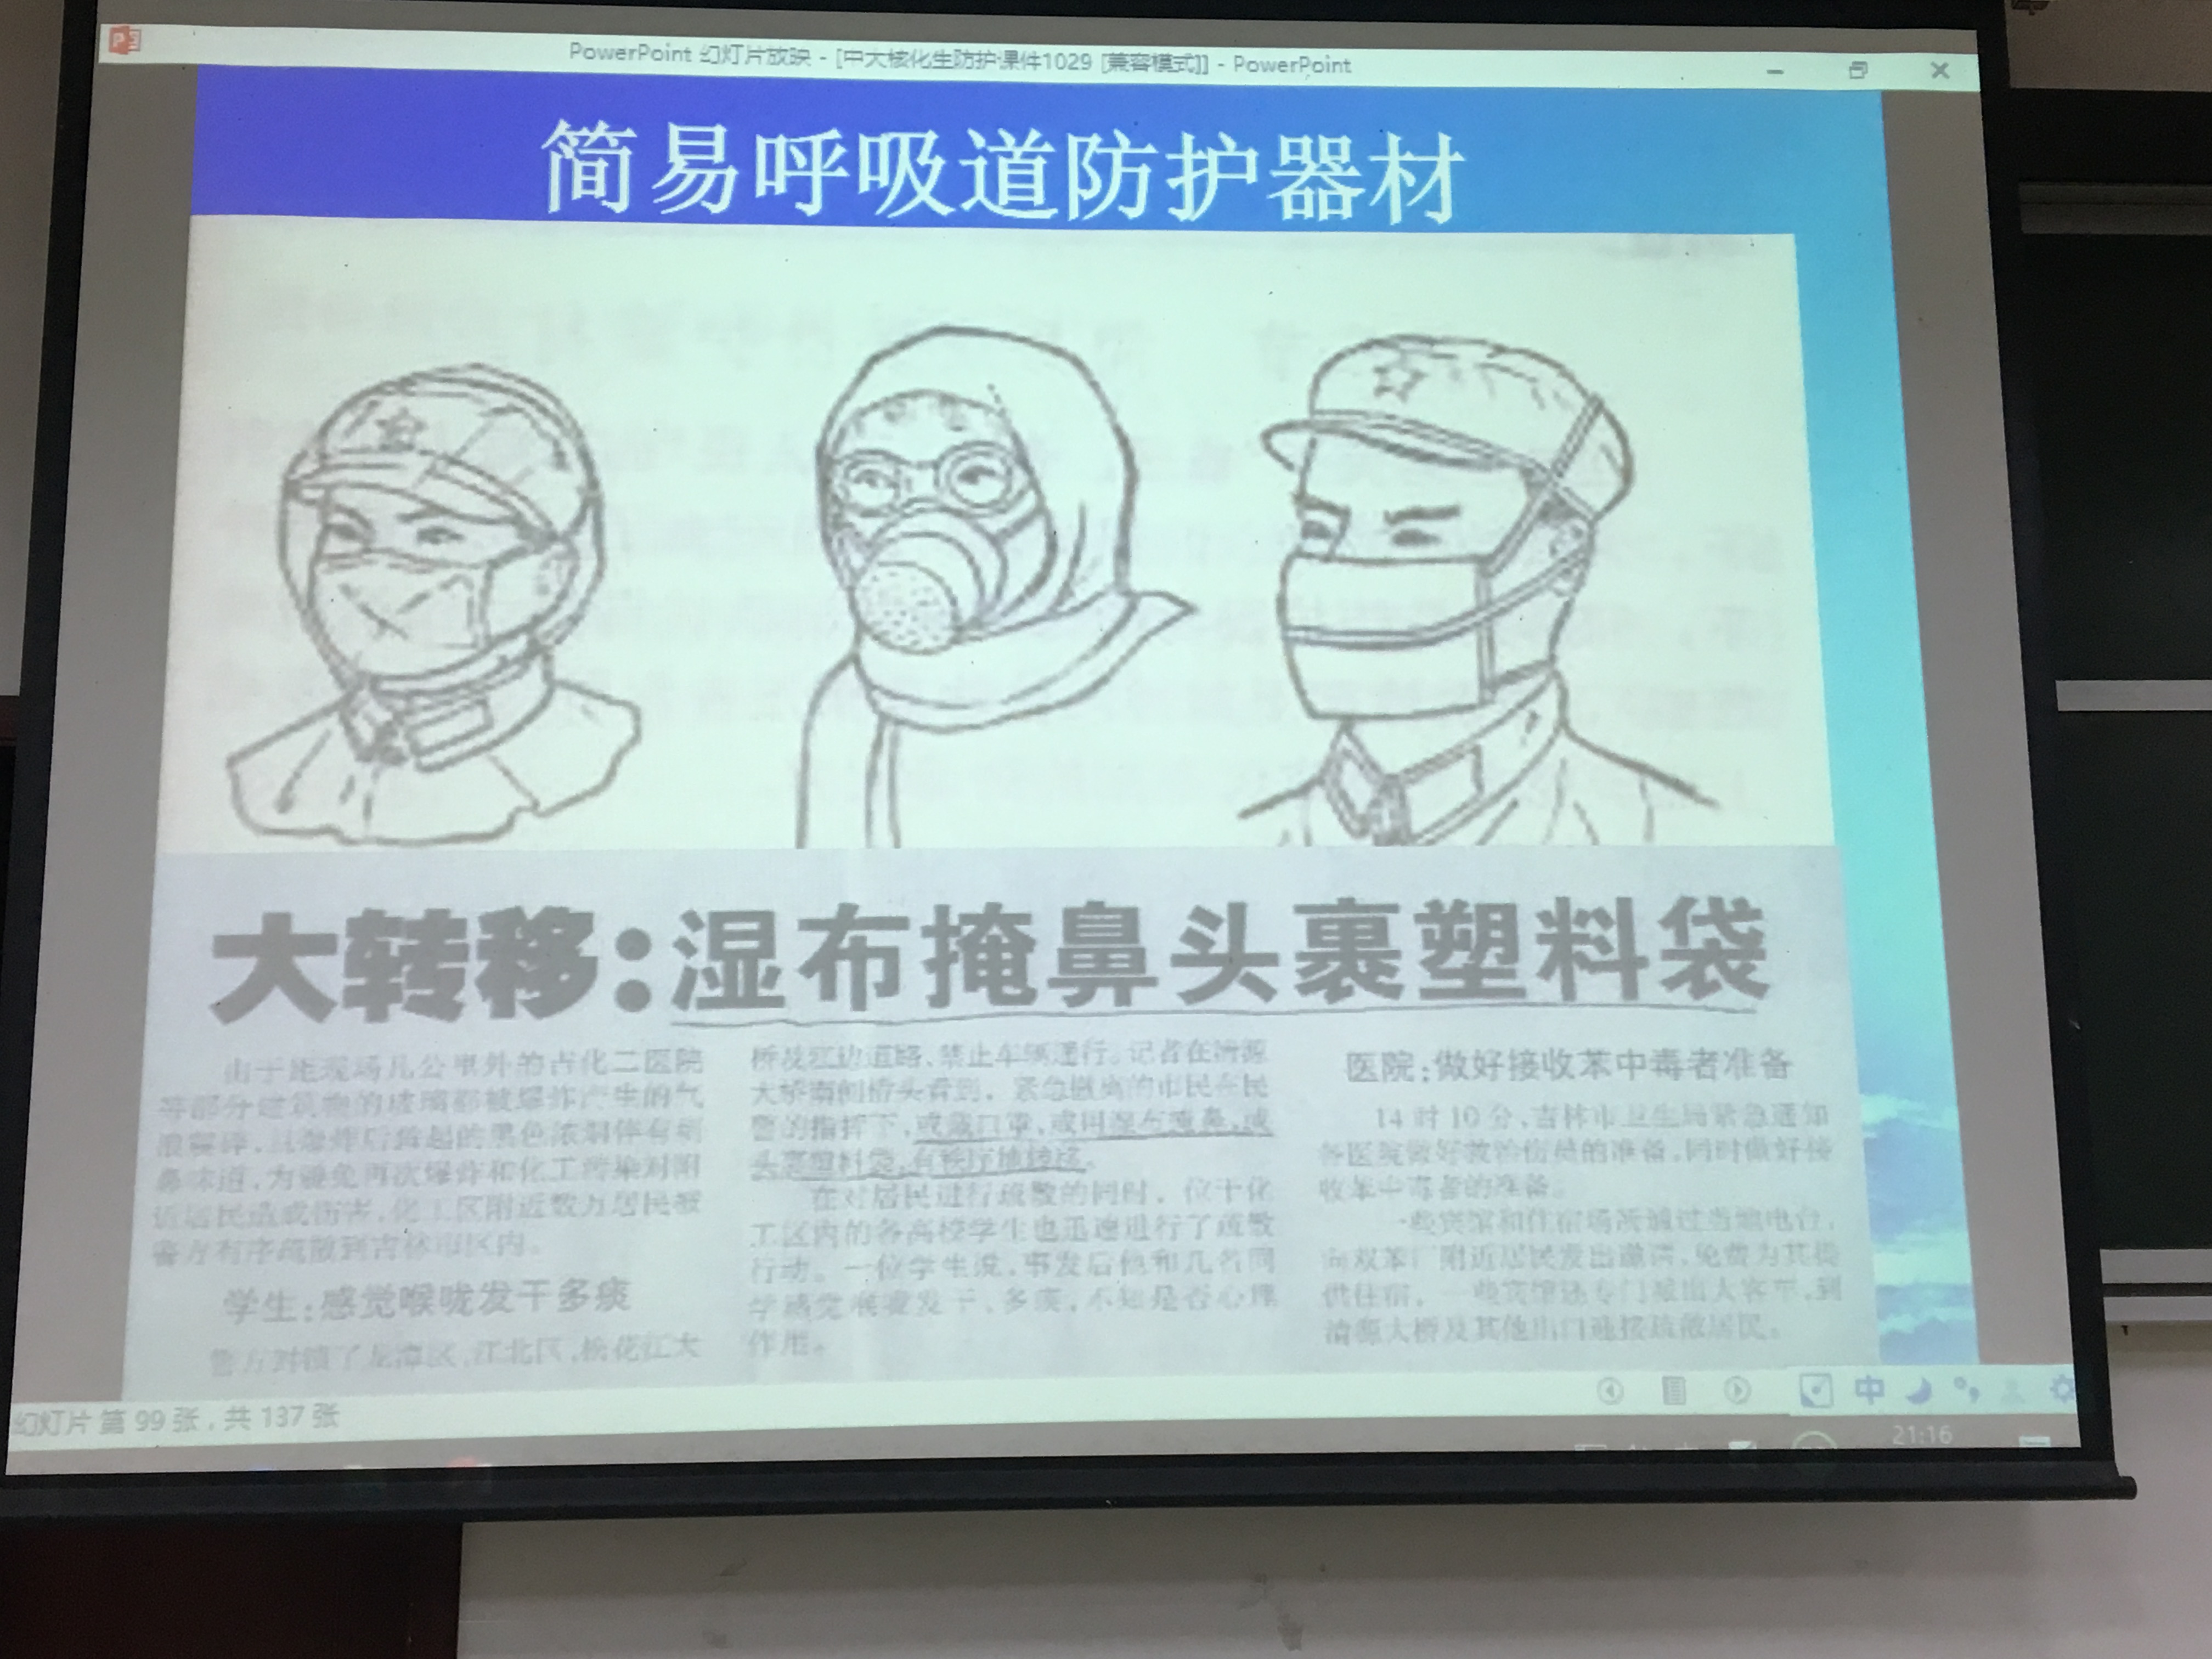 PowerPoint 幻灯片放映 - [中大核化生防护课件1029 [兼容模式]] - PowerPoint
简易呼吸道防护器材
大转移:湿布掩鼻头裹塑料袋
由于距现场几公里外的吉化二医院
等部分建筑物的玻璃都被爆炸产生的气
浪震碎,且爆炸后蹿起的黑色浓烟伴有刺
鼻味道,为避免再次爆炸和化工污染对附
近居民造成伤害,化工区附近数万居民被
警方有序疏散到吉林市区内。
学生:感觉喉咙发干多痰
警方封锁了龙潭区,江北区,松花江大
桥及江边道路,禁止车辆通行。记者在清源
大桥南侧桥头看到,紧急撤离的市民在民
警的指挥下,或戴口罩,或用湿布掩鼻,或
头裹塑料袋,有秩序地转移。
在对居民进行疏散的同时,位于化
工区内的各高校学生也迅速进行了疏散
行动。一位学生说,事发后他和几名同
学感觉喉咙发干、多痰,不知是否心理
作用。
医院:做好接收苯中毒者准备
14时10分,吉林市卫生局紧急通知
各医院做好救治伤员的准备,同时做好接
收苯中毒者的准备。
一些宾馆和住宿场所通过当地电台,
向双苯厂附近居民发出邀请,免费为其提
供住宿,一些宾馆还专门派出大客车,到
清源大桥及其他出口迎接疏散居民。
幻灯片 第 99 张,共 137 张
中
21:16